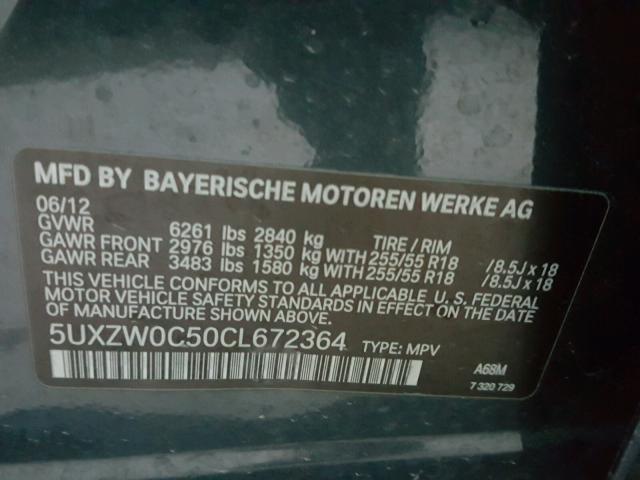 MFD BY BAYERISCHE MOTOREN WERKE AG
06/12
GVWR 6261 lbs 2840 kg TIRE / RIM
GAWR FRONT 2976 lbs 1350 kg WITH 255/55 R18 /8.5J x 18
GAWR REAR 3483 lbs 1580 kg WITH 255/55 R18 /8.5J x 18
THIS VEHICLE CONFORMS TO ALL APPLICABLE U. S. FEDERAL
MOTOR VEHICLE SAFETY STANDARDS IN EFFECT ON THE DATE
OF MANUFACTURE SHOWN ABOVE.
5UXZW0C50CL672364 TYPE: MPV
A68M
7 320 729